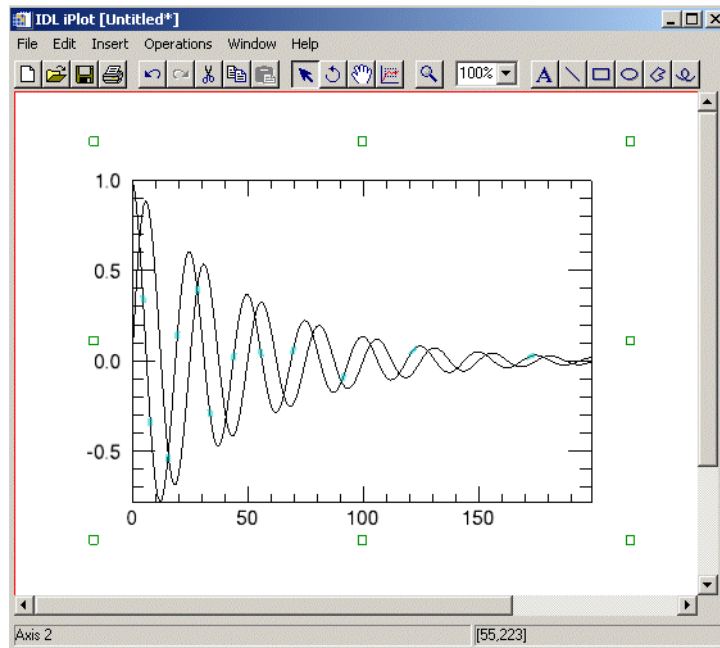 IDL iPlot [Untitled*]
File Edit Insert Operations Window Help
100% A
1.0
0.5
0.0
-0.5
0 50 100 150
Axis 2 [55,223]